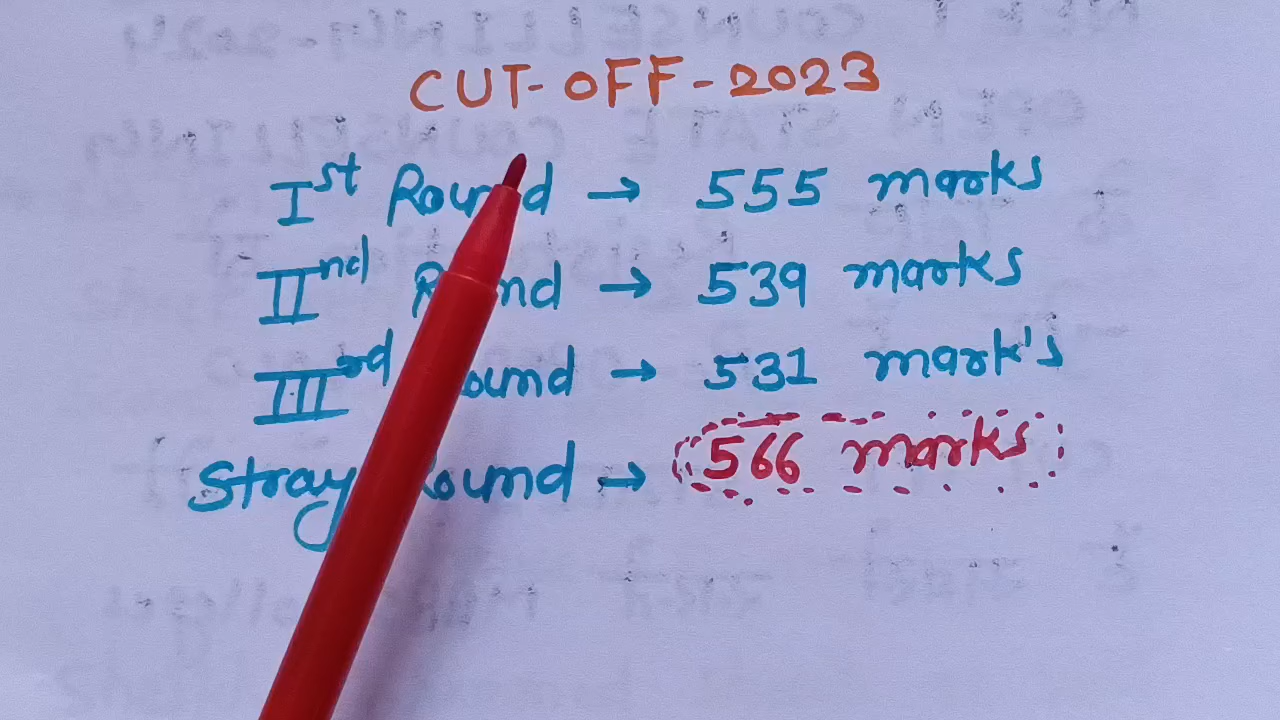 CUT-OFF-2023
Ist Round → 555 marks
IInd Round → 539 marks
IIIrd Round → 531 mark's
Stray Round → 566 marks